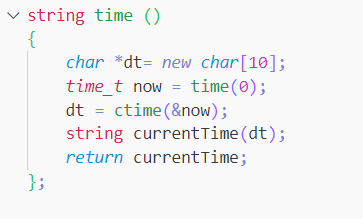 string time ()
{
char *dt= new char[10];
time_t now = time(0);
dt = ctime(&now);
string currentTime(dt);
return currentTime;
};